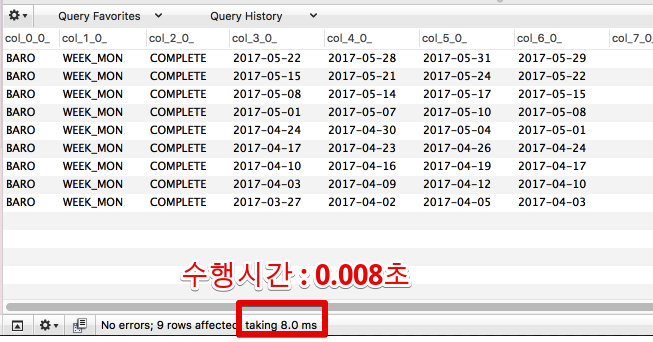 Query Favorites Query History
col_0_0_ col_1_0_ col_2_0_ col_3_0_ col_4_0_ col_5_0_ col_6_0_ col_7_0_
BARO WEEK_MON COMPLETE 2017-05-22 2017-05-28 2017-05-31 2017-05-29
BARO WEEK_MON COMPLETE 2017-05-15 2017-05-21 2017-05-24 2017-05-22
BARO WEEK_MON COMPLETE 2017-05-08 2017-05-14 2017-05-17 2017-05-15
BARO WEEK_MON COMPLETE 2017-05-01 2017-05-07 2017-05-10 2017-05-08
BARO WEEK_MON COMPLETE 2017-04-24 2017-04-30 2017-05-04 2017-05-01
BARO WEEK_MON COMPLETE 2017-04-17 2017-04-23 2017-04-26 2017-04-24
BARO WEEK_MON COMPLETE 2017-04-10 2017-04-16 2017-04-19 2017-04-17
BARO WEEK_MON COMPLETE 2017-04-03 2017-04-09 2017-04-12 2017-04-10
BARO WEEK_MON COMPLETE 2017-03-27 2017-04-02 2017-04-05 2017-04-03
수행시간 : 0.008초
No errors; 9 rows affected, taking 8.0 ms